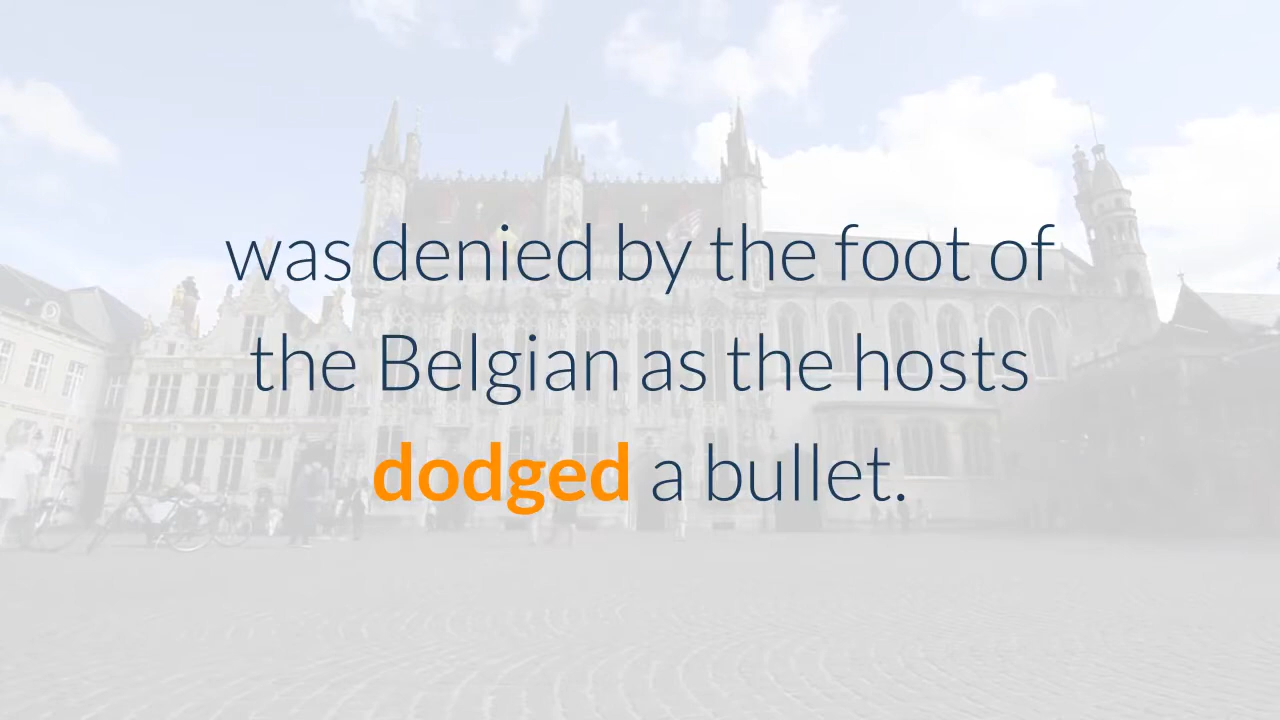 was denied by the foot of
the Belgian as the hosts
dodged a bullet.